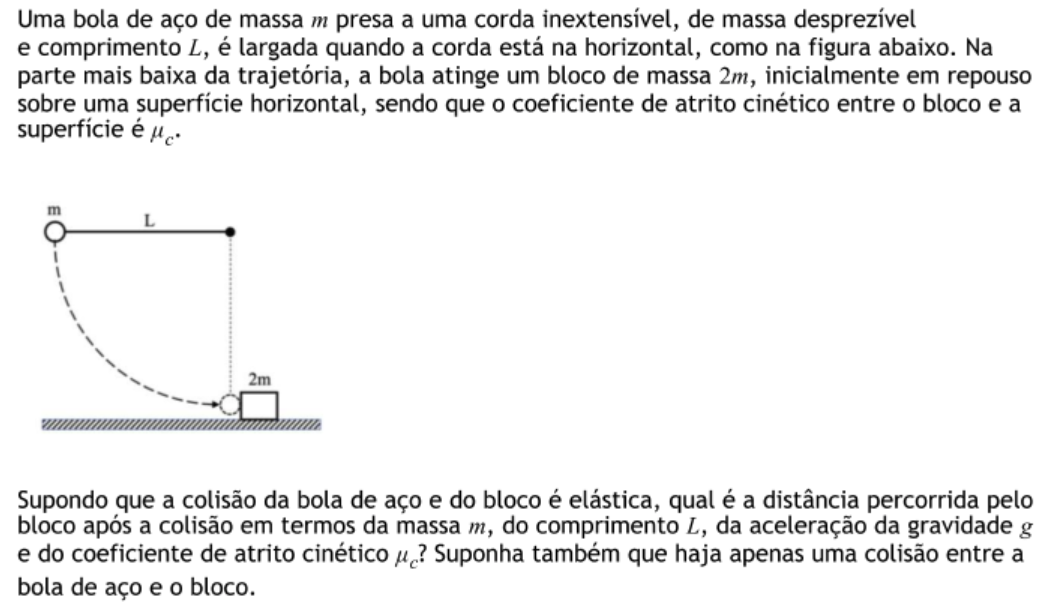 Uma bola de aço de massa m presa a uma corda inextensível, de massa desprezível
e comprimento L, é largada quando a corda está na horizontal, como na figura abaixo. Na
parte mais baixa da trajetória, a bola atinge um bloco de massa 2m, inicialmente em repouso
sobre uma superfície horizontal, sendo que o coeficiente de atrito cinético entre o bloco e a
superfície é μc.
m
L
2m
Supondo que a colisão da bola de aço e do bloco é elástica, qual é a distância percorrida pelo
bloco após a colisão em termos da massa m, do comprimento L, da aceleração da gravidade g
e do coeficiente de atrito cinético μc? Suponha também que haja apenas uma colisão entre a
bola de aço e o bloco.